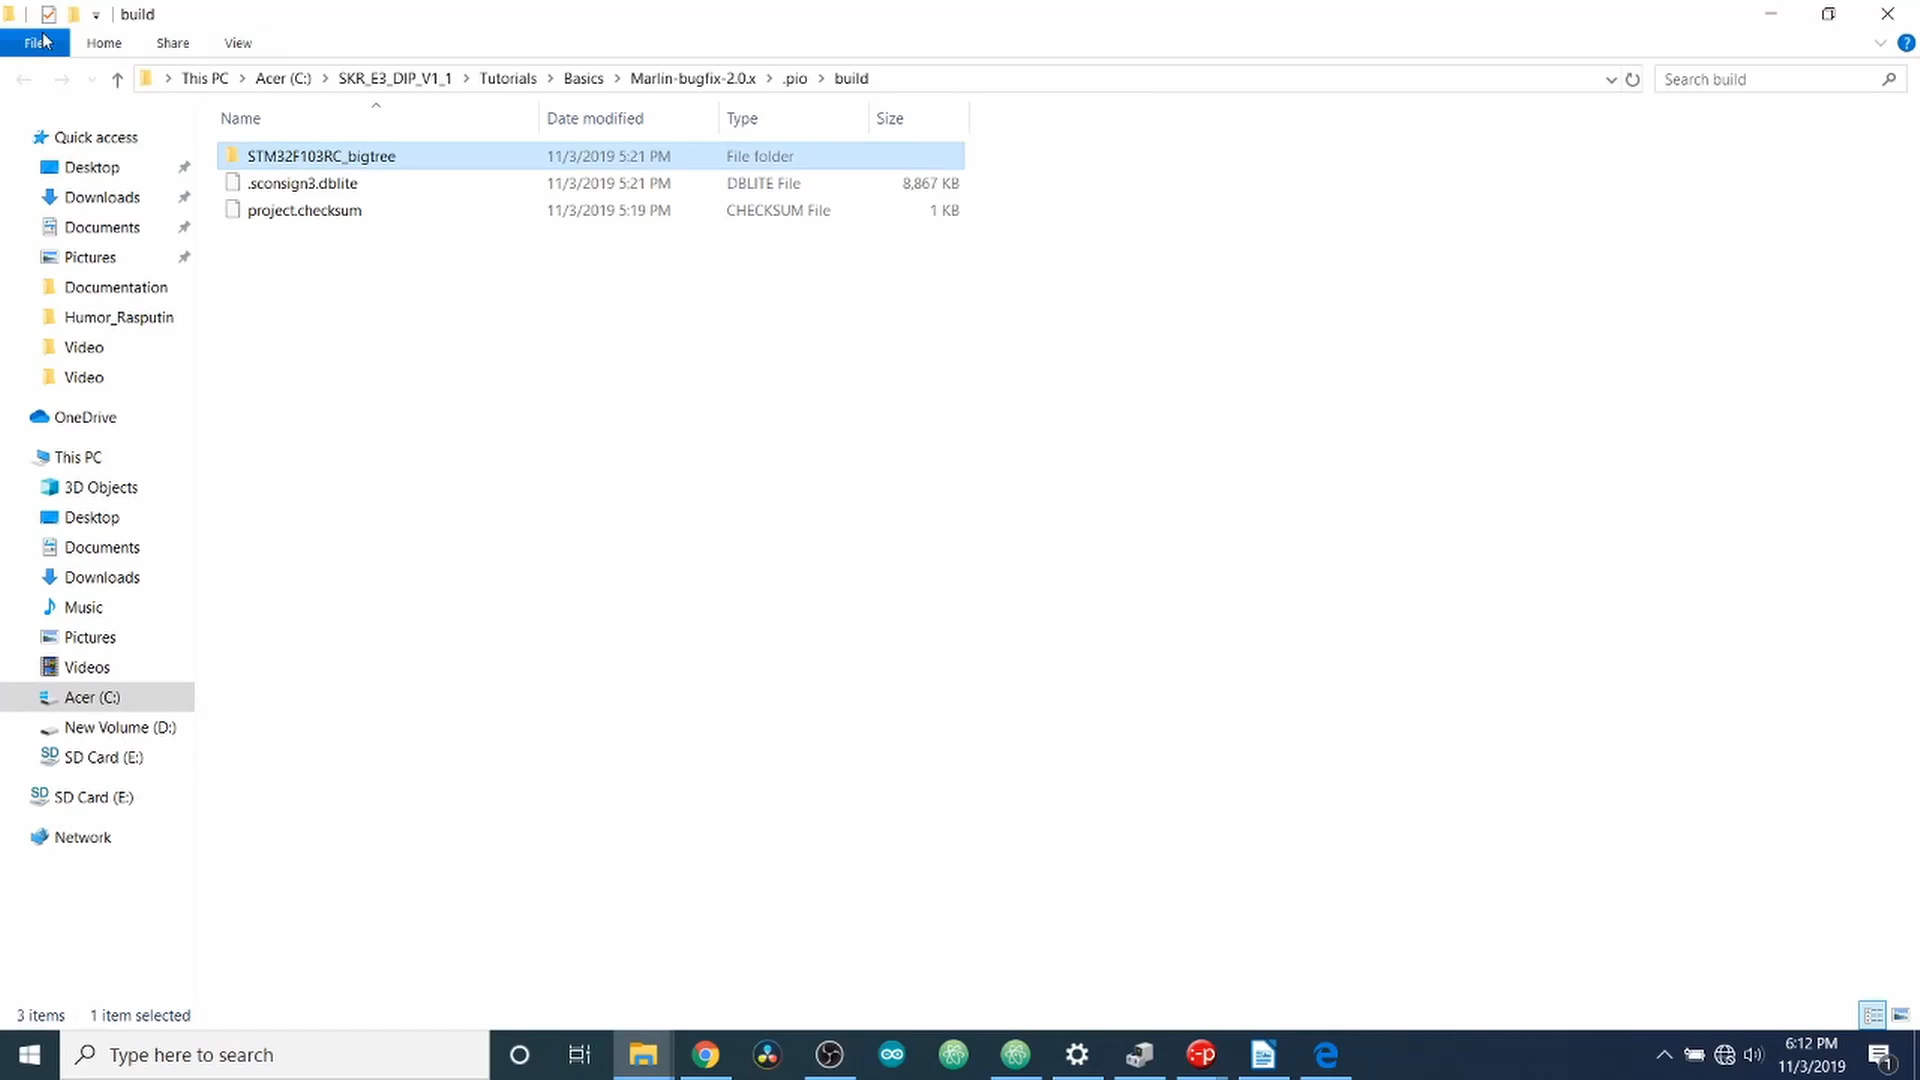 build
File
Home
Share
View
This PC
Acer (C:)
SKR_E3_DIP_V1_1
Tutorials
Basics
Marlin-bugfix-2.0.x
.pio
build
Search build
Name
Date modified
Type
Size
STM32F103RC_bigtree
11/3/2019 5:21 PM
File folder
.sconsign3.dblite
11/3/2019 5:21 PM
DBLITE File
8,867 KB
project.checksum
11/3/2019 5:19 PM
CHECKSUM File
1 KB
Quick access
Desktop
Downloads
Documents
Pictures
Documentation
Humor_Rasputin
Video
Video
OneDrive
This PC
3D Objects
Desktop
Documents
Downloads
Music
Pictures
Videos
Acer (C:)
New Volume (D:)
SD Card (E:)
SD Card (E:)
Network
3 items
1 item selected
Type here to search
6:12 PM
11/3/2019
1